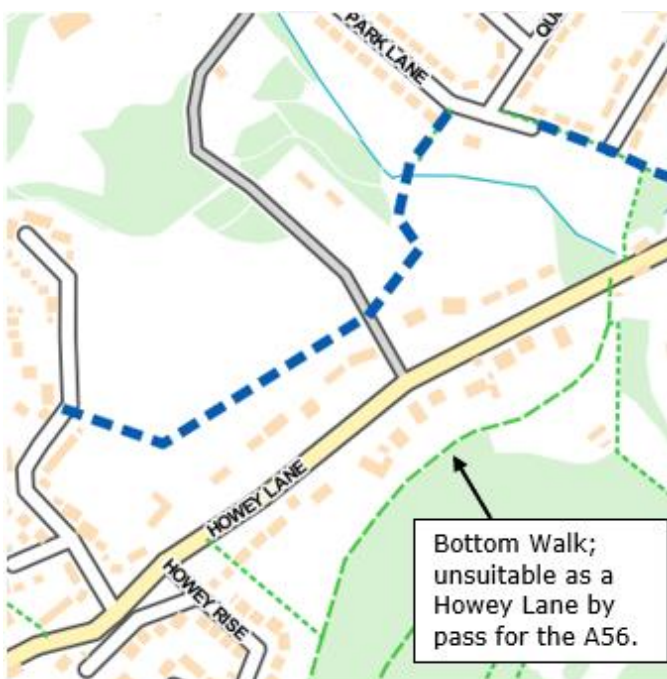 PARK LANE
QU
HOWEY LANE
HOWEY RISE
Bottom Walk;
unsuitable as a
Howey Lane by
pass for the A56.